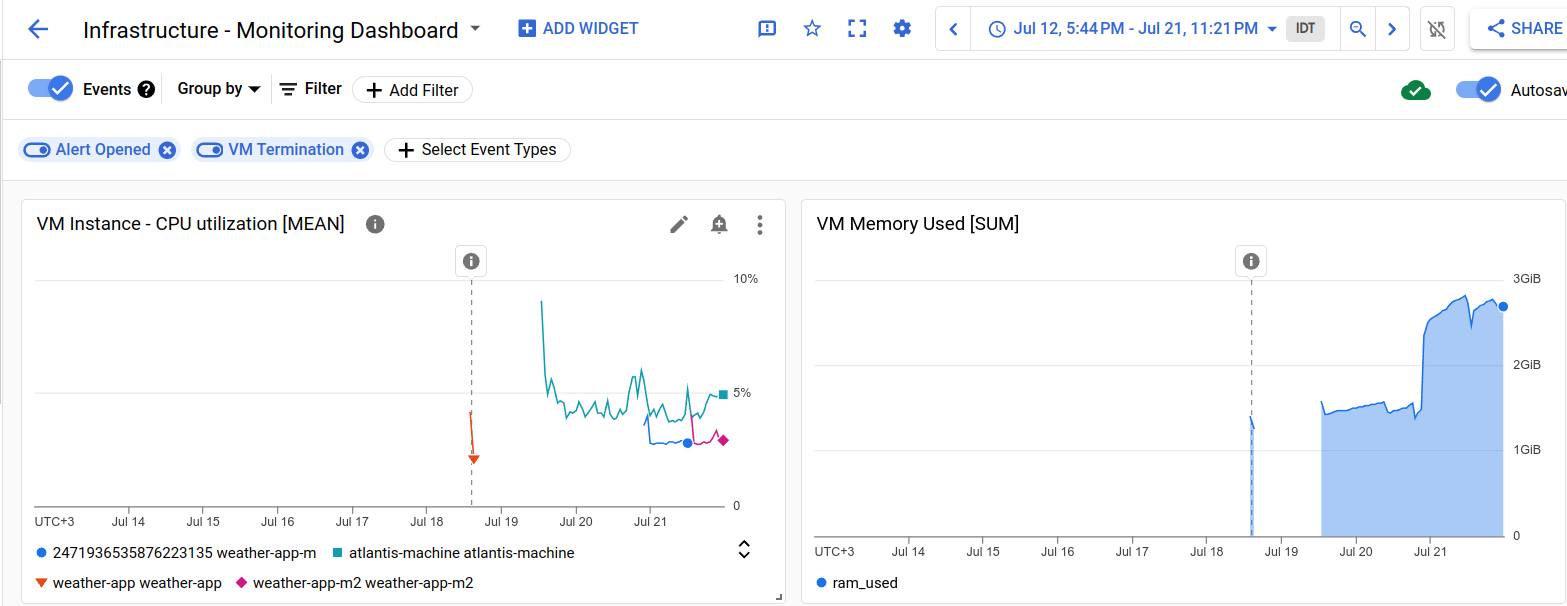 Infrastructure - Monitoring Dashboard
ADD WIDGET
Jul 12, 5:44 PM - Jul 21, 11:21 PM
IDT
SHARE
Events
Group by
Filter
Add Filter
Autosav
Alert Opened
VM Termination
Select Event Types
VM Instance - CPU utilization [MEAN]
10%
5%
0
UTC+3 Jul 14 Jul 15 Jul 16 Jul 17 Jul 18 Jul 19 Jul 20 Jul 21
2471936535876223135 weather-app-m
atlantis-machine atlantis-machine
weather-app weather-app
weather-app-m2 weather-app-m2
VM Memory Used [SUM]
3GiB
2GiB
1GiB
0
UTC+3 Jul 14 Jul 15 Jul 16 Jul 17 Jul 18 Jul 19 Jul 20 Jul 21
ram_used